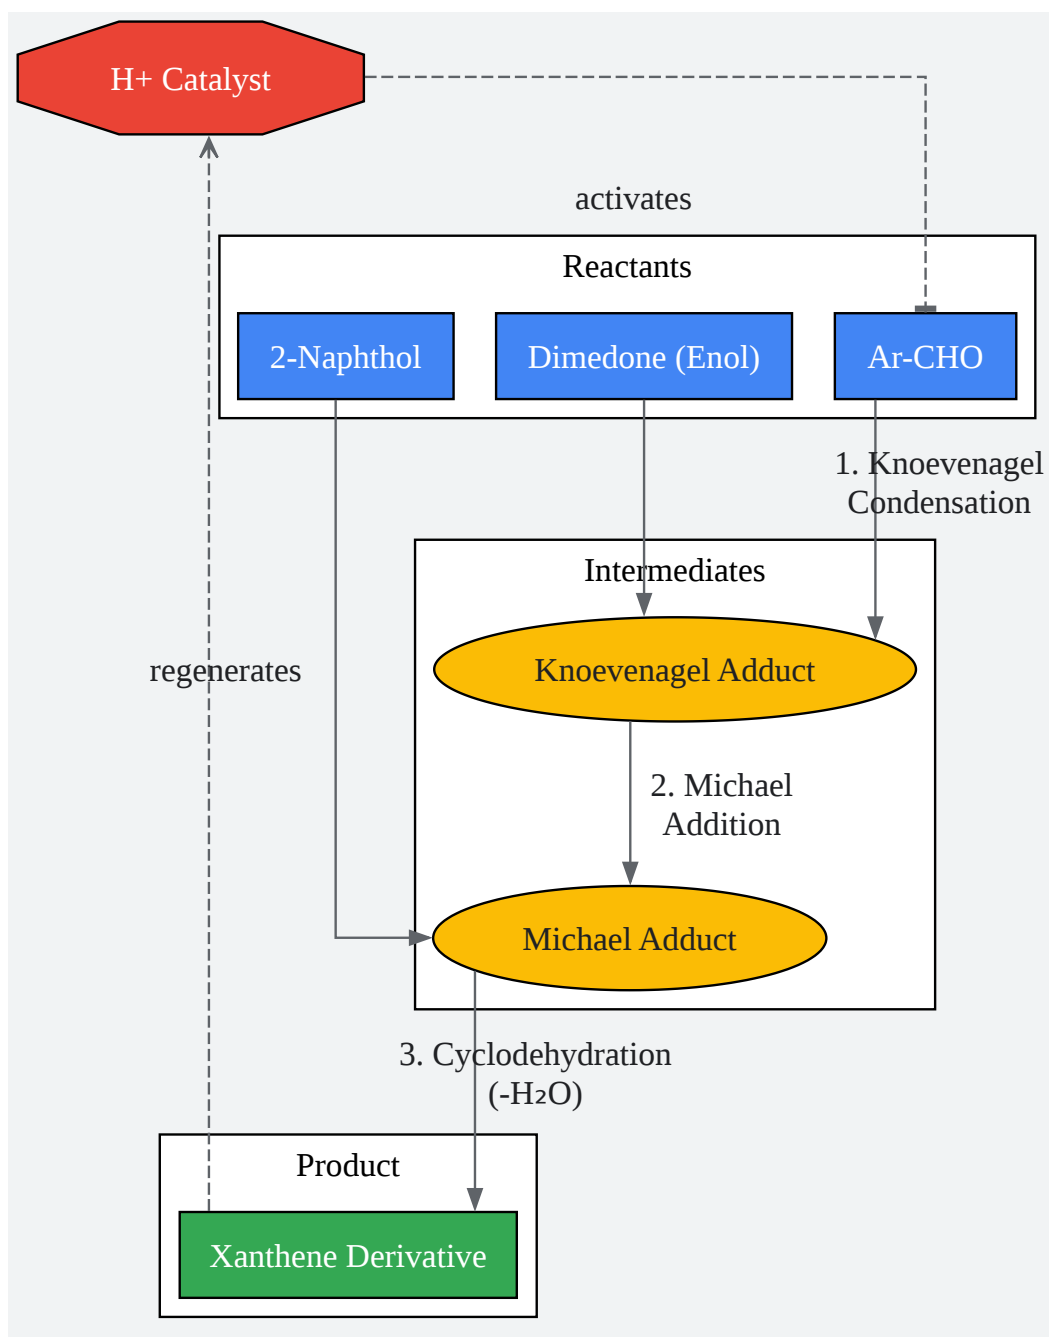 H+ Catalyst
activates
Reactants
2-Naphthol
Dimedone (Enol)
Ar-CHO
1. Knoevenagel
Condensation
Intermediates
Knoevenagel Adduct
regenerates
2. Michael
Addition
Michael Adduct
3. Cyclodehydration
(-H₂O)
Product
Xanthene Derivative